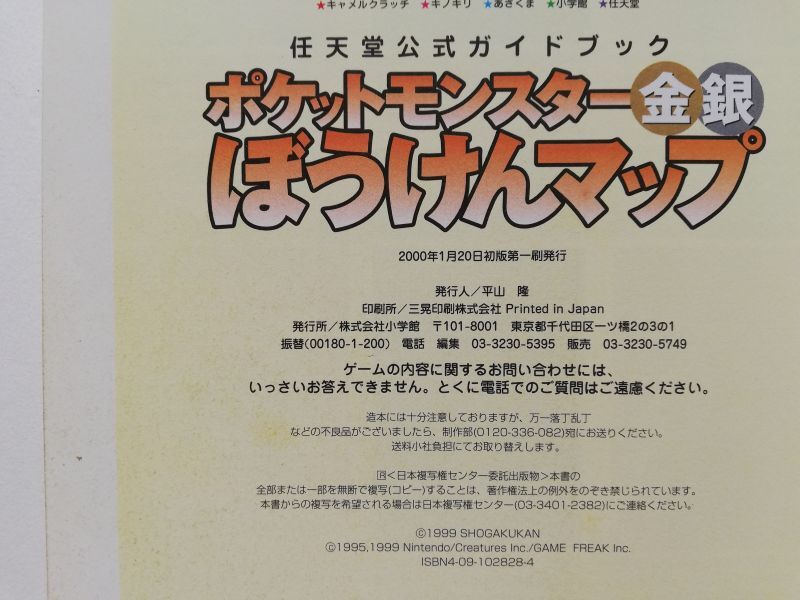 ★キャメルクラッチ ★キノキリ ★あさくま ★小学館 ★任天堂
任天堂公式ガイドブック
ポケットモンスター金銀
ぼうけんマップ
2000年1月20日初版第一刷発行
発行人／平山 隆
印刷所／三晃印刷株式会社 Printed in Japan
発行所／株式会社小学館 〒101-8001 東京都千代田区一ツ橋2の3の1
振替(00180-1-200) 電話 編集 03-3230-5395 販売 03-3230-5749
ゲームの内容に関するお問い合わせには、
いっさいお答えできません。とくに電話でのご質問はご遠慮ください。
造本には十分注意しておりますが、万一落丁乱丁
などの不良品がございましたら、制作部(0120-336-082)宛にお送りください。
送料小社負担にてお取り替えします。
R＜日本複写権センター委託出版物＞本書の
全部または一部を無断で複写(コピー)することは、著作権法上の例外をのぞき禁じられています。
本書からの複写を希望される場合は日本複写権センター(03-3401-2382)にご連絡ください。
©1999 SHOGAKUKAN
©1995,1999 Nintendo/Creatures Inc./GAME FREAK Inc.
ISBN4-09-102828-4